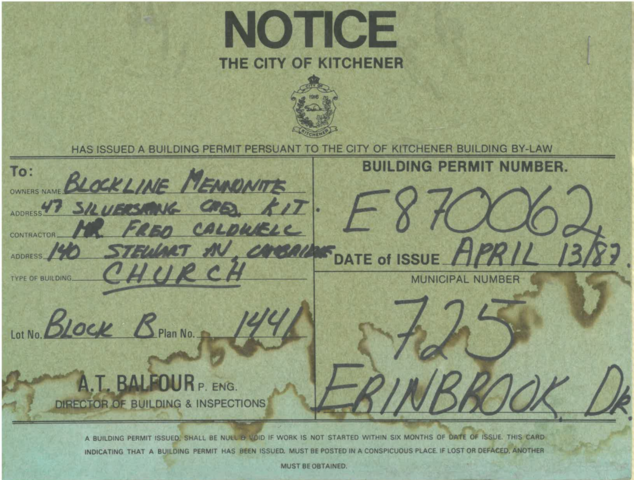 NOTICE
THE CITY OF KITCHENER
KITCHENER
HAS ISSUED A BUILDING PERMIT PURSUANT TO THE CITY OF KITCHENER BUILDING BY-LAW
To:
OWNERS NAME BLOCKLINE MENNONITE
ADDRESS 47 SILVERSPRING CRES. KIT.
CONTRACTOR MR FRED CALDWELL
ADDRESS 140 STEWART AV, CAMBRIDGE
TYPE OF BUILDING CHURCH
Lot No. BLOCK B Plan No. 1441
A.T. BALFOUR P. ENG.
DIRECTOR OF BUILDING & INSPECTIONS
BUILDING PERMIT NUMBER.
E870062
DATE of ISSUE APRIL 13/87.
MUNICIPAL NUMBER
725
ERINBROOK, DR.
A BUILDING PERMIT ISSUED, SHALL BE NULL & VOID IF WORK IS NOT STARTED WITHIN SIX MONTHS OF DATE OF ISSUE. THIS CARD
INDICATING THAT A BUILDING PERMIT HAS BEEN ISSUED, MUST BE POSTED IN A CONSPICUOUS PLACE. IF LOST OR DEFACED, ANOTHER
MUST BE OBTAINED.